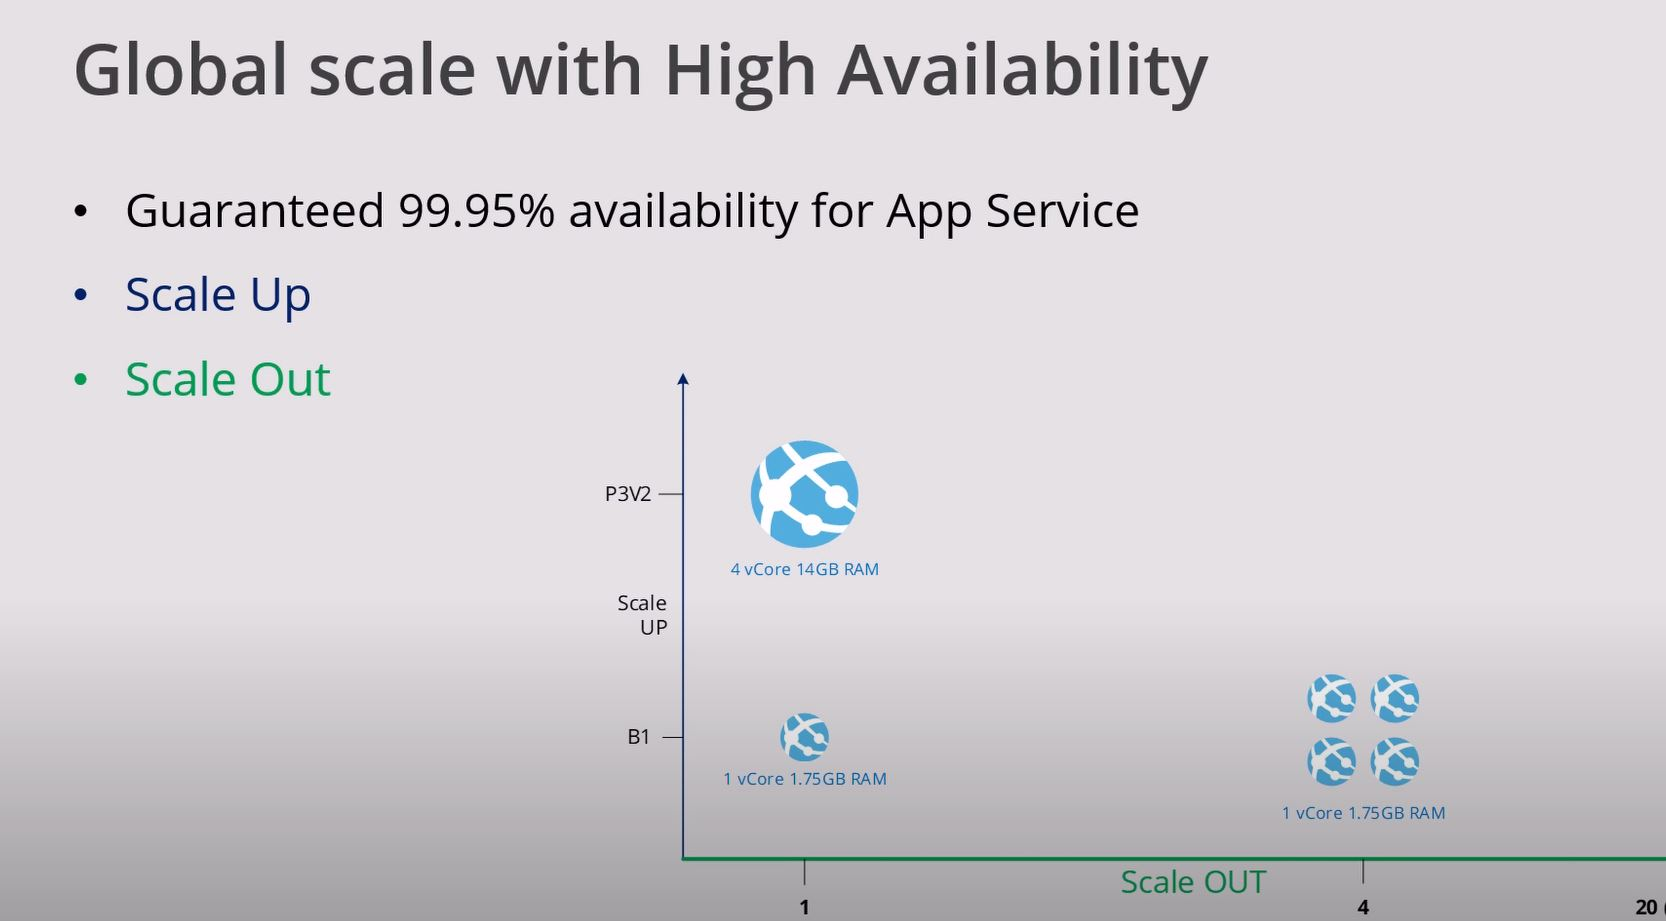 Global scale with High Availability
• Guaranteed 99.95% availability for App Service
• Scale Up
• Scale Out
P3V2
4 vCore 14GB RAM
Scale
UP
B1
1 vCore 1.75GB RAM
1 vCore 1.75GB RAM
Scale OUT
1
4
20 (